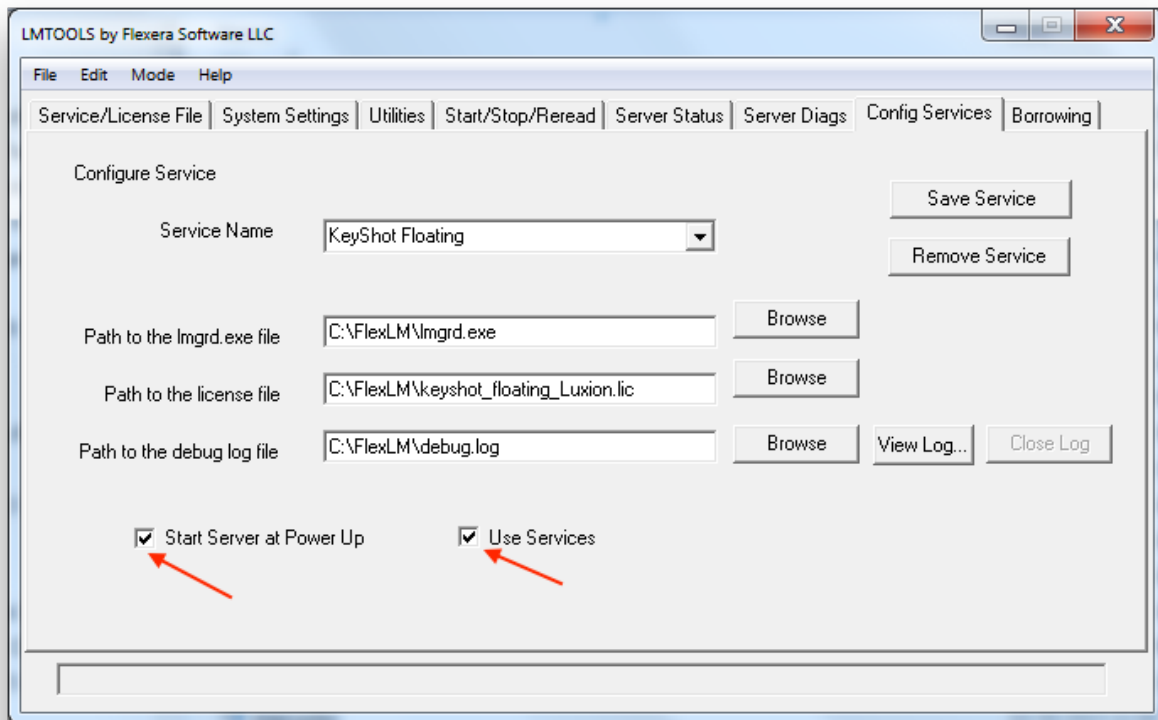 LMTOOLS by Flexera Software LLC
File Edit Mode Help
Service/License File System Settings Utilities Start/Stop/Reread Server Status Server Diags Config Services Borrowing
Configure Service
Save Service
Service Name KeyShot Floating
Remove Service
Path to the lmgrd.exe file C:\FlexLM\lmgrd.exe Browse
Path to the license file C:\FlexLM\keyshot_floating_Luxion.lic Browse
Path to the debug log file C:\FlexLM\debug.log Browse View Log... Close Log
Start Server at Power Up Use Services